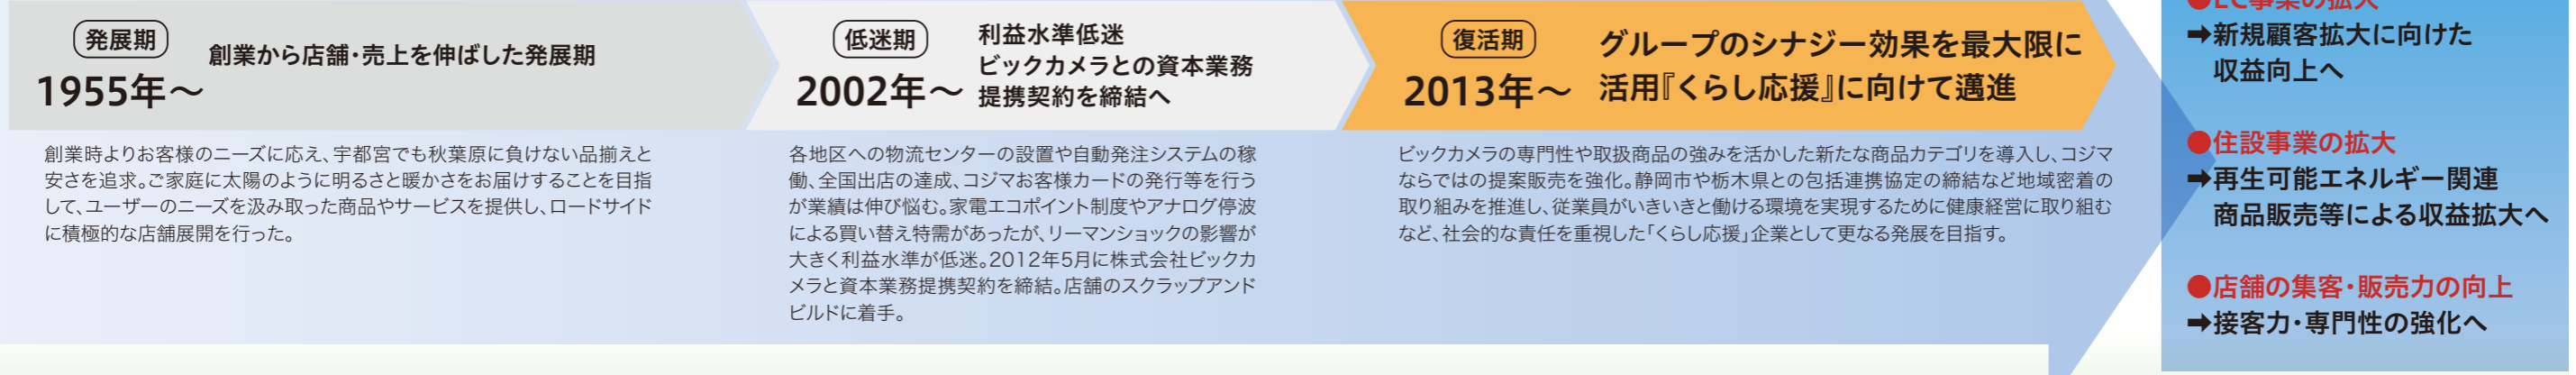 発展期
1955年～
創業から店舗・売上を伸ばした発展期
創業時よりお客様のニーズに応え、宇都宮でも秋葉原に負けない品揃えと
安さを追求。ご家庭に太陽のように明るさと暖かさをお届けすることを目指
して、ユーザーのニーズを汲み取った商品やサービスを提供し、ロードサイド
に積極的な店舗展開を行った。
低迷期
2002年～
利益水準低迷
ビックカメラとの資本業務
提携契約を締結へ
各地区への物流センターの設置や自動発注システムの稼
働、全国出店の達成、コジマお客様カードの発行等を行う
が業績は伸び悩む。家電エコポイント制度やアナログ停波
による買い替え特需があったが、リーマンショックの影響が
大きく利益水準が低迷。2012年5月に株式会社ビックカ
メラと資本業務提携契約を締結。店舗のスクラップアンド
ビルドに着手。
復活期
2013年～
グループのシナジー効果を最大限に
活用『くらし応援』に向けて邁進
ビックカメラの専門性や取扱商品の強みを活かした新たな商品カテゴリを導入し、コジマ
ならではの提案販売を強化。静岡市や栃木県との包括連携協定の締結など地域密着の
取り組みを推進し、従業員がいきいきと働ける環境を実現するために健康経営に取り組む
など、社会的な責任を重視した「くらし応援」企業として更なる発展を目指す。
●EC事業の拡大
➡新規顧客拡大に向けた
収益向上へ
●住設事業の拡大
➡再生可能エネルギー関連
商品販売等による収益拡大へ
●店舗の集客・販売力の向上
➡接客力・専門性の強化へ